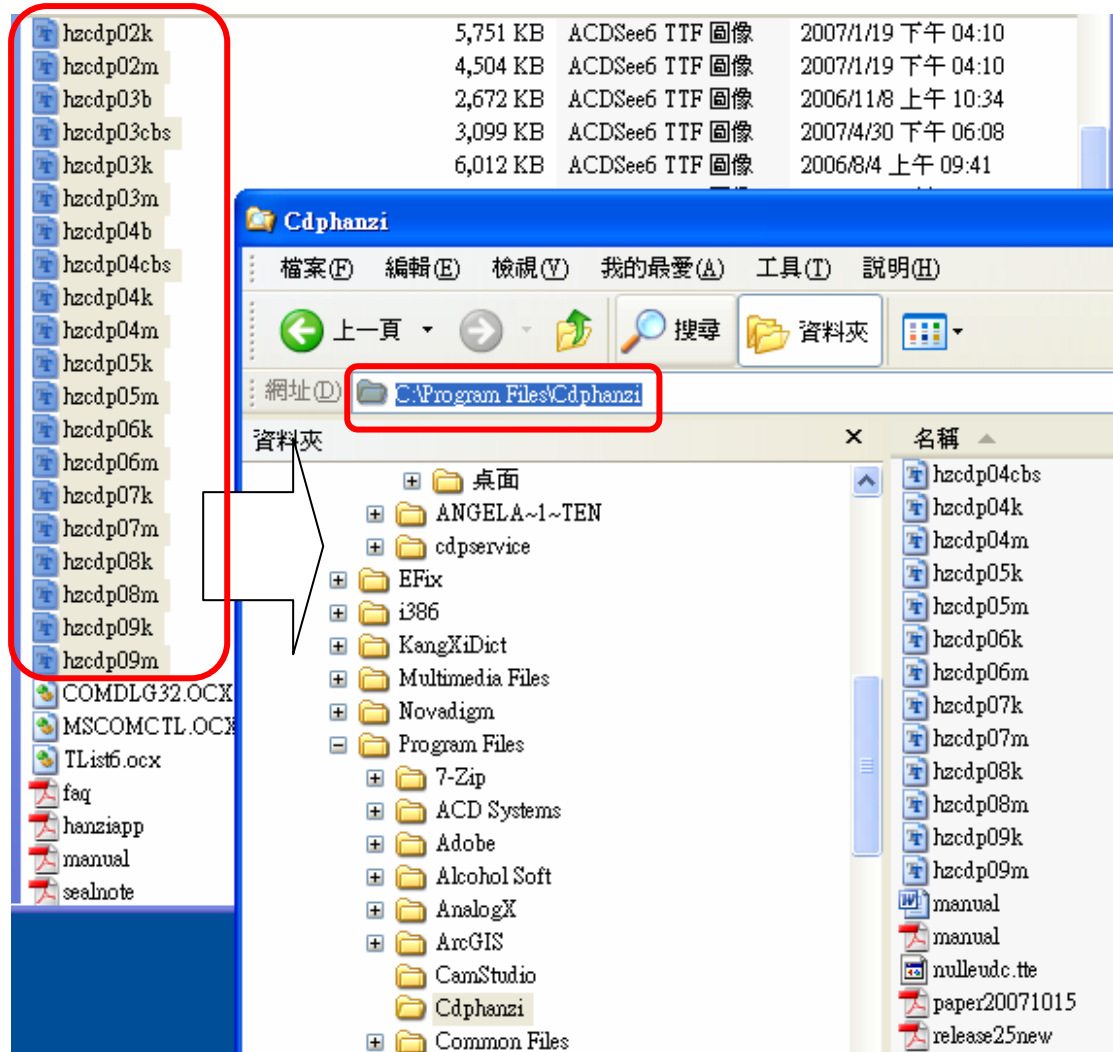 hzcdp02k 5,751 KB ACDSee6 TTF 圖像 2007/1/19 下午 04:10
hzcdp02m 4,504 KB ACDSee6 TTF 圖像 2007/1/19 下午 04:10
hzcdp03b 2,672 KB ACDSee6 TTF 圖像 2006/11/8 上午 10:34
hzcdp03cbs 3,099 KB ACDSee6 TTF 圖像 2007/4/30 下午 06:08
hzcdp03k 6,012 KB ACDSee6 TTF 圖像 2006/8/4 上午 09:41
hzcdp03m
hzcdp04b
hzcdp04cbs
hzcdp04k
hzcdp04m
hzcdp05k
hzcdp05m
hzcdp06k
hzcdp06m
hzcdp07k
hzcdp07m
hzcdp08k
hzcdp08m
hzcdp09k
hzcdp09m
COMDLG32.OCX
MSCOMCTL.OCX
TList6.ocx
faq
hanziapp
manual
sealnote
Cdphanzi
檔案(F) 編輯(E) 檢視(V) 我的最愛(A) 工具(T) 說明(H)
上一頁 搜尋 資料夾
網址(D) C:\Program Files\Cdphanzi
資料夾 × 名稱
桌面
ANGELA~1~TEN
cdpservice
EFix
i386
KangXiDict
Multimedia Files
Novadigm
Program Files
7-Zip
ACD Systems
Adobe
Alcohol Soft
AnalogX
ArcGIS
CamStudio
Cdphanzi
Common Files
hzcdp04cbs
hzcdp04k
hzcdp04m
hzcdp05k
hzcdp05m
hzcdp06k
hzcdp06m
hzcdp07k
hzcdp07m
hzcdp08k
hzcdp08m
hzcdp09k
hzcdp09m
manual
manual
nulleudc.tte
paper20071015
release25new